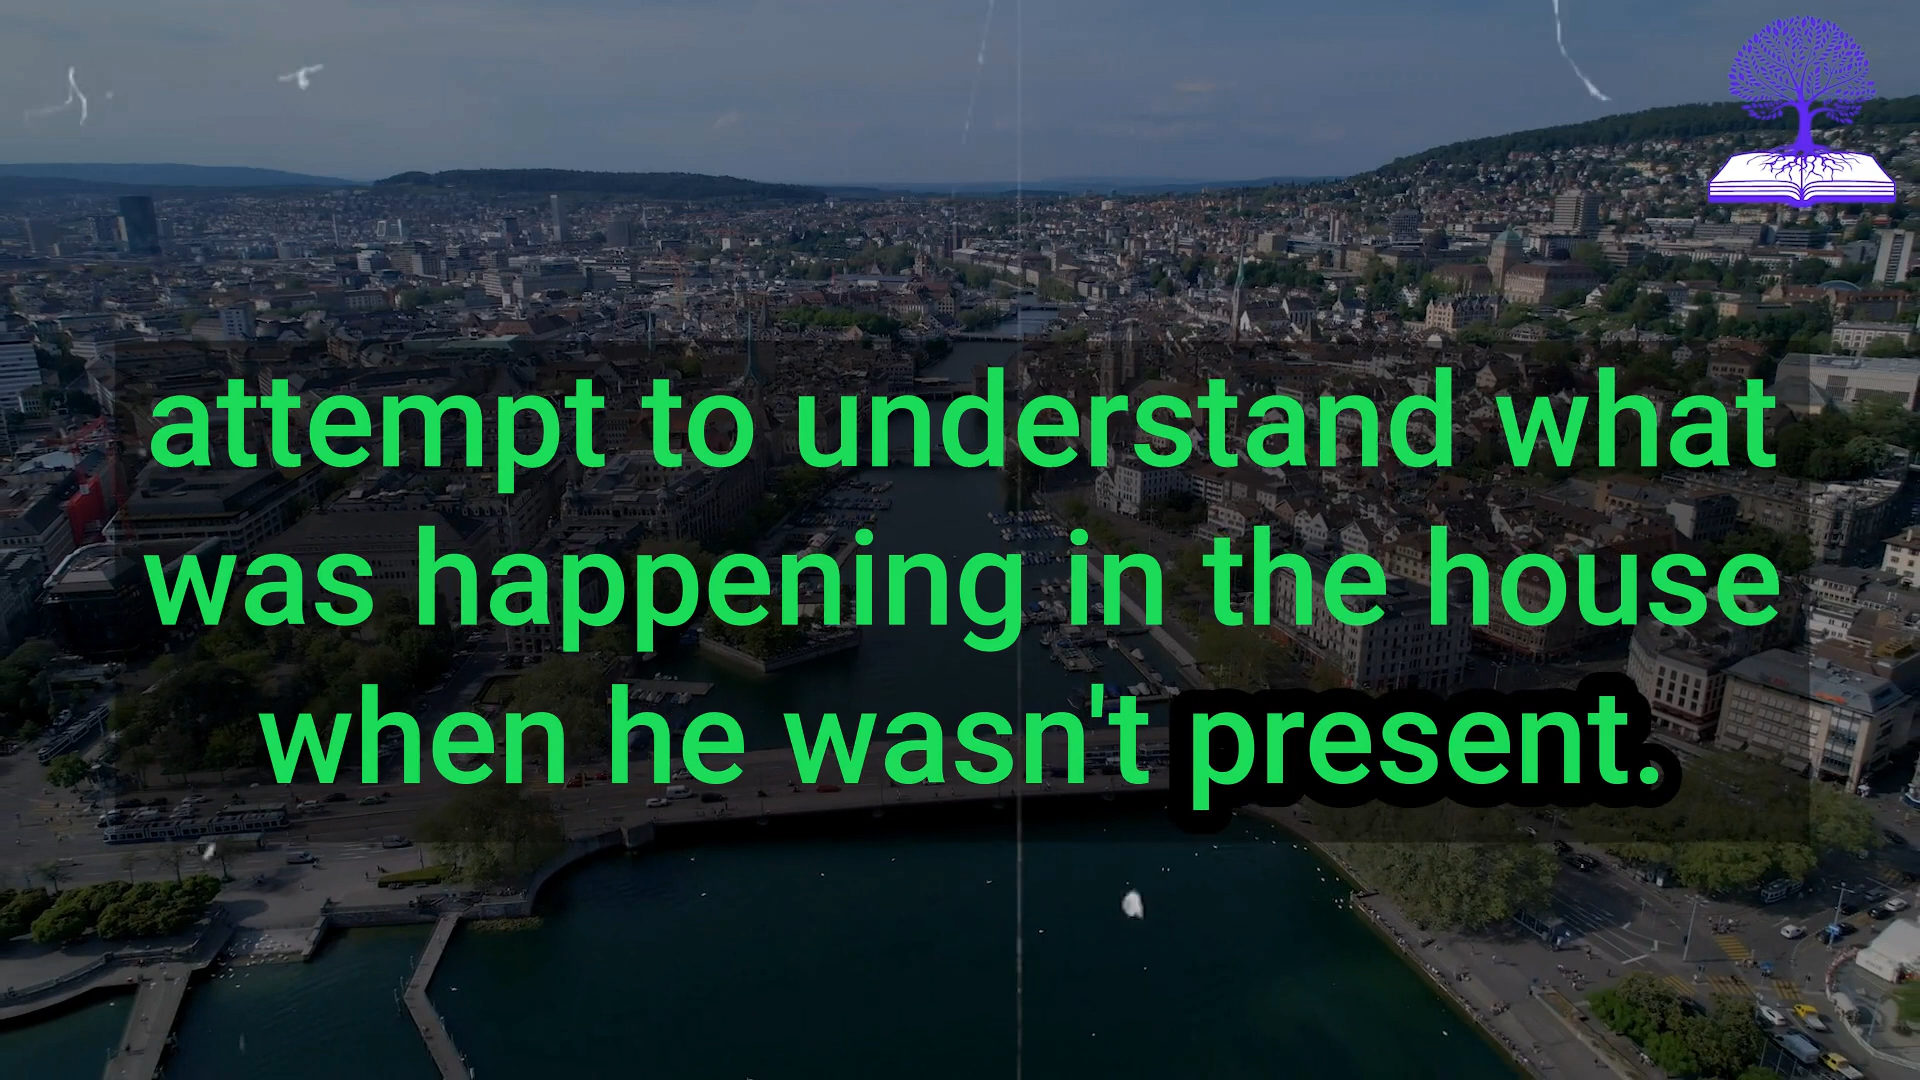 attempt to understand what
was happening in the house
when he wasn't present.